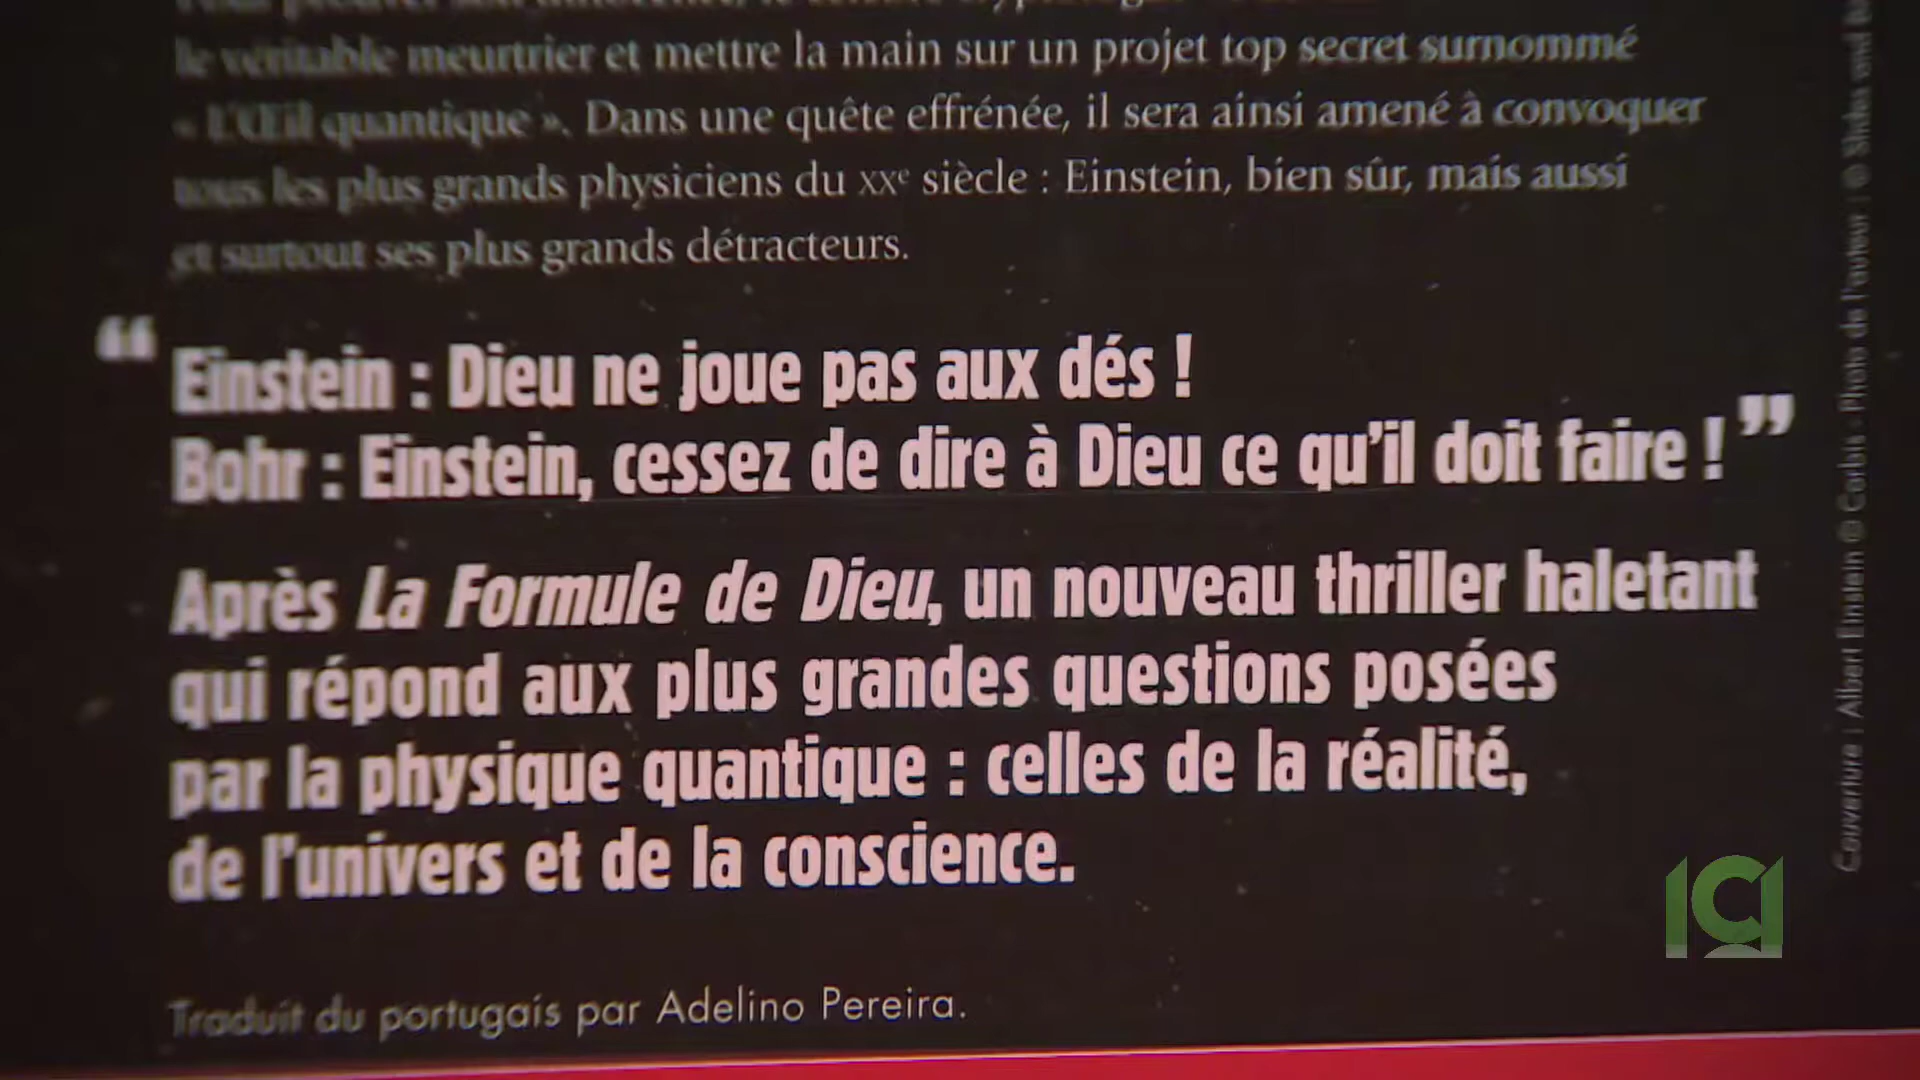 le véritable meurtrier et mettre la main sur un projet top secret surnommé
« L'Œil quantique ». Dans une quête effrénée, il sera ainsi amené à convoquer
tous les plus grands physiciens du XXe siècle : Einstein, bien sûr, mais aussi
et surtout ses plus grands détracteurs.
“ Einstein : Dieu ne joue pas aux dés !
Bohr : Einstein, cessez de dire à Dieu ce qu'il doit faire ! ”
Après La Formule de Dieu, un nouveau thriller haletant
qui répond aux plus grandes questions posées
par la physique quantique : celles de la réalité,
de l'univers et de la conscience.
Traduit du portugais par Adelino Pereira.
Couverture : Albert Einstein © Corbis - Photo de l'auteur : © Slides and
ICI